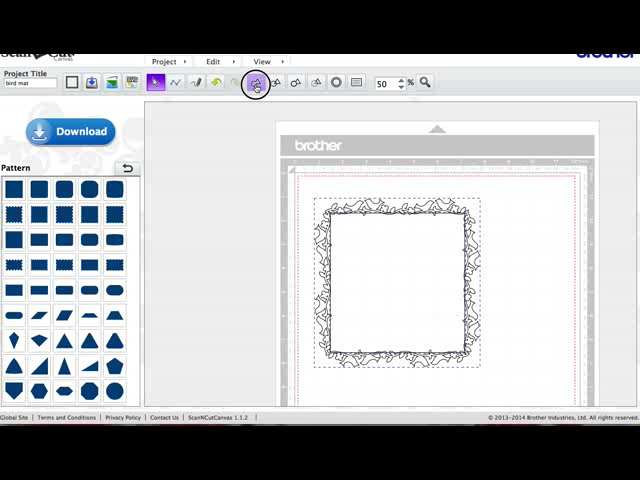 ScanNCut
Canvas
brother
Project
Edit
View
Project Title
bird mat
50
%
Download
Pattern
brother
Global Site | Terms and Conditions | Privacy Policy | Contact Us | ScanNCutCanvas 1.1.2 |
© 2013-2014 Brother Industries, Ltd. All rights reserved.